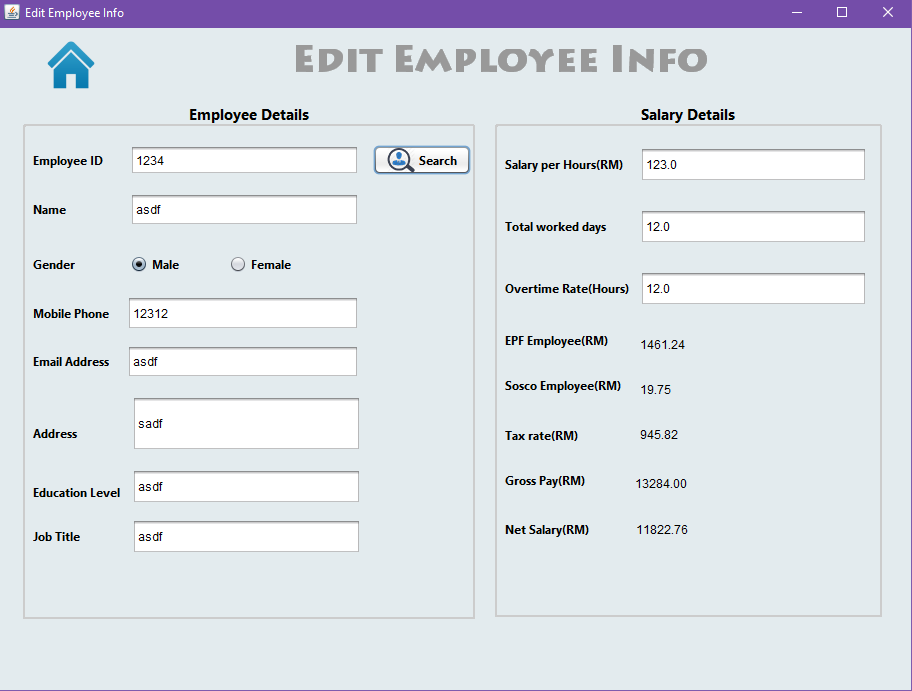 Edit Employee Info
EDIT EMPLOYEE INFO
Employee Details
Employee ID 1234 Search
Name asdf
Gender Male Female
Mobile Phone 12312
Email Address asdf
Address sadf
Education Level asdf
Job Title asdf
Salary Details
Salary per Hours(RM) 123.0
Total worked days 12.0
Overtime Rate(Hours) 12.0
EPF Employee(RM) 1461.24
Sosco Employee(RM) 19.75
Tax rate(RM) 945.82
Gross Pay(RM) 13284.00
Net Salary(RM) 11822.76